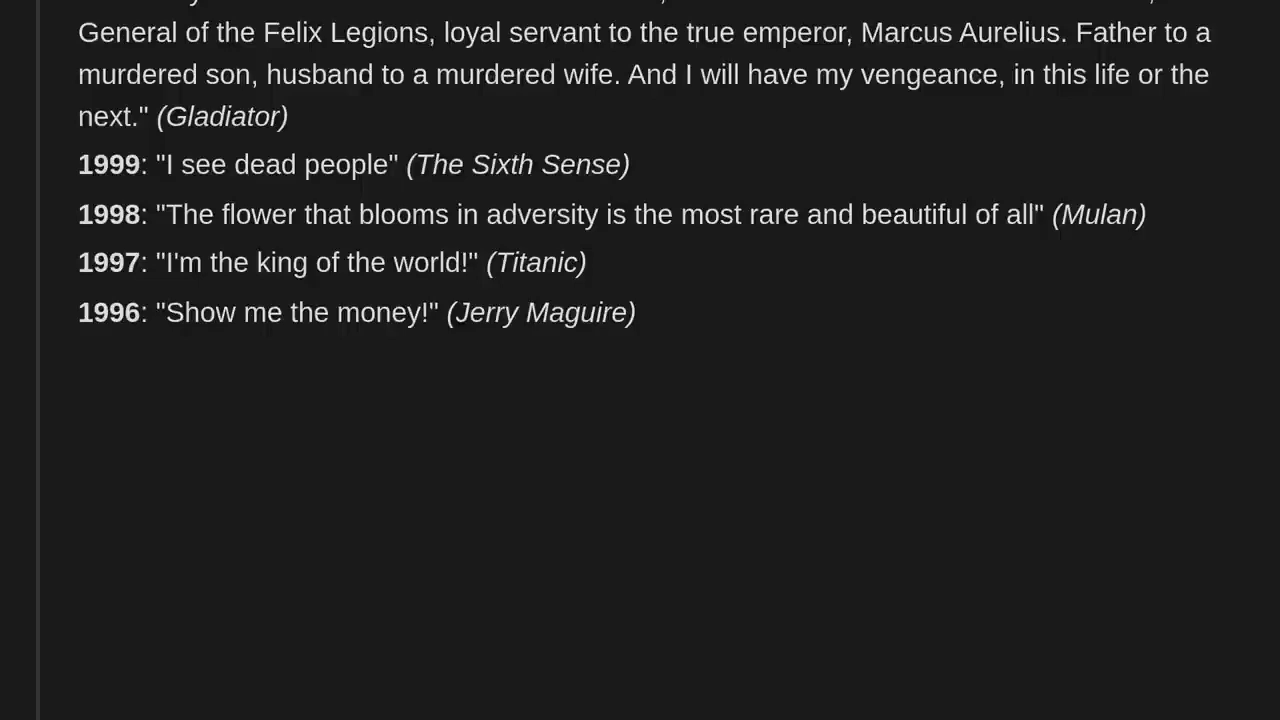 General of the Felix Legions, loyal servant to the true emperor, Marcus Aurelius. Father to a
murdered son, husband to a murdered wife. And I will have my vengeance, in this life or the
next." (Gladiator)
1999: "I see dead people" (The Sixth Sense)
1998: "The flower that blooms in adversity is the most rare and beautiful of all" (Mulan)
1997: "I'm the king of the world!" (Titanic)
1996: "Show me the money!" (Jerry Maguire)